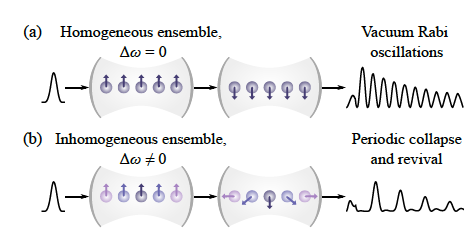 (a) Homogeneous ensemble,
Δω = 0
Vacuum Rabi
oscillations
(b) Inhomogeneous ensemble,
Δω ≠ 0
Periodic collapse
and revival